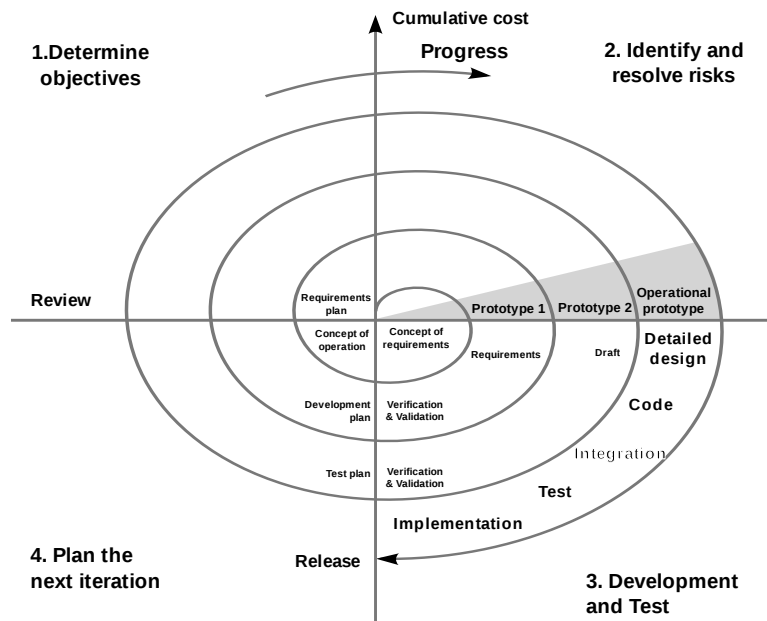 Cumulative cost
1.Determine
objectives
Progress
2. Identify and
resolve risks
Review
Requirements
plan
Prototype 1
Prototype 2
Operational
prototype
Concept of
operation
Concept of
requirements
Requirements
Draft
Detailed
design
Development
plan
Verification
& Validation
Code
Integration
Test plan
Verification
& Validation
Test
Implementation
Release
4. Plan the
next iteration
3. Development
and Test